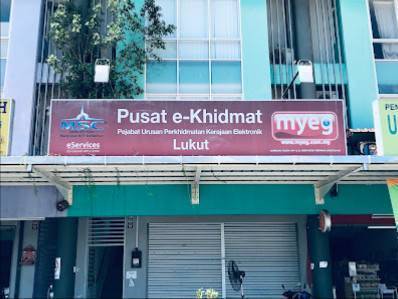 Pusat e-Khidmat
Pejabat Urusan Perkhidmatan Kerajaan Elektronik
Lukut
MSC
eServices
myeg
www.myeg.com.my